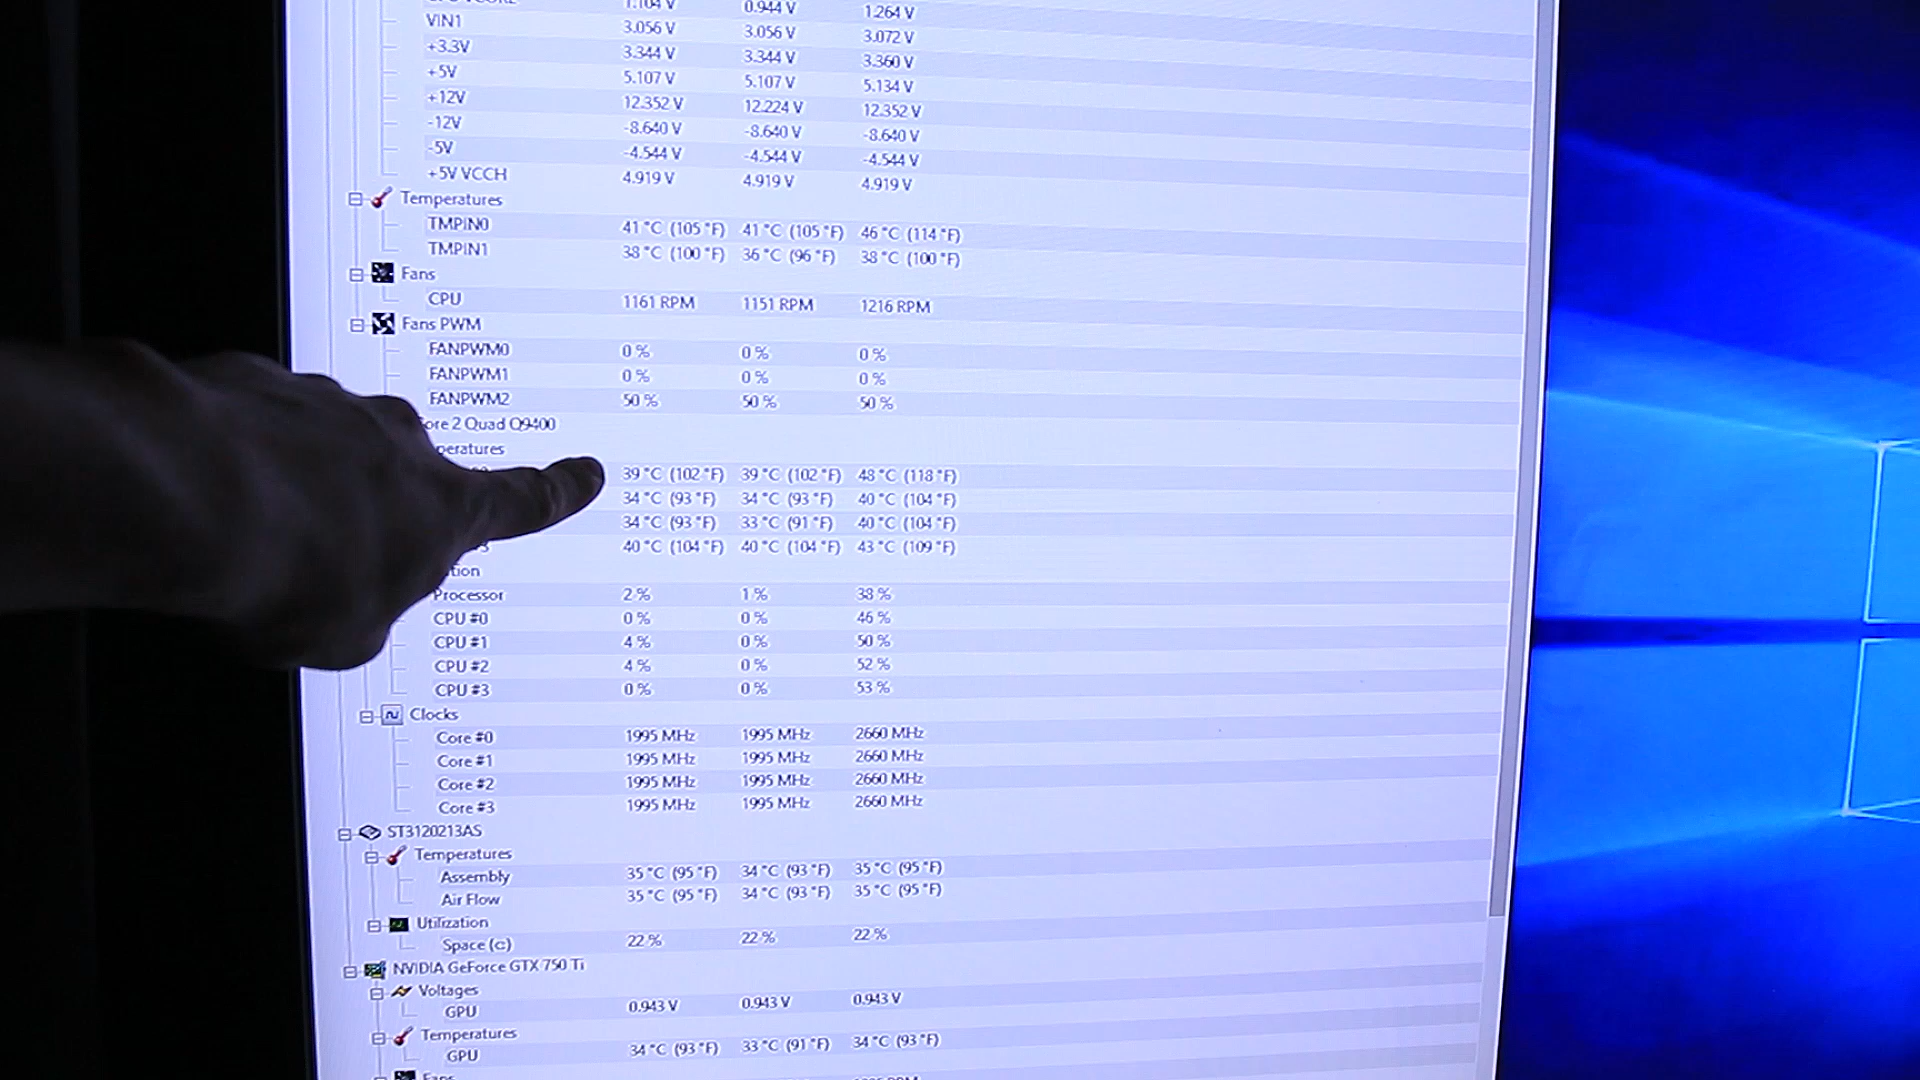 1.104 V 0.944 V 1.264 V
VIN1 3.056 V 3.056 V 3.072 V
+3.3V 3.344 V 3.344 V 3.360 V
+5V 5.107 V 5.107 V 5.134 V
+12V 12.352 V 12.224 V 12.352 V
-12V -8.640 V -8.640 V -8.640 V
-5V -4.544 V -4.544 V -4.544 V
+5V VCCH 4.919 V 4.919 V 4.919 V
Temperatures
TMPIN0 41 °C (105 °F) 41 °C (105 °F) 46 °C (114 °F)
TMPIN1 38 °C (100 °F) 36 °C (96 °F) 38 °C (100 °F)
Fans
CPU 1161 RPM 1151 RPM 1216 RPM
Fans PWM
FANPWM0 0 % 0 % 0 %
FANPWM1 0 % 0 % 0 %
FANPWM2 50 % 50 % 50 %
ore 2 Quad Q9400
peratures
39 °C (102 °F) 39 °C (102 °F) 48 °C (118 °F)
34 °C (93 °F) 34 °C (93 °F) 40 °C (104 °F)
34 °C (93 °F) 33 °C (91 °F) 40 °C (104 °F)
40 °C (104 °F) 40 °C (104 °F) 43 °C (109 °F)
tion
Processor 2 % 1 % 38 %
CPU #0 0 % 0 % 46 %
CPU #1 4 % 0 % 50 %
CPU #2 4 % 0 % 52 %
CPU #3 0 % 0 % 53 %
Clocks
Core #0 1995 MHz 1995 MHz 2660 MHz
Core #1 1995 MHz 1995 MHz 2660 MHz
Core #2 1995 MHz 1995 MHz 2660 MHz
Core #3 1995 MHz 1995 MHz 2660 MHz
ST3120213AS
Temperatures
Assembly 35 °C (95 °F) 34 °C (93 °F) 35 °C (95 °F)
Air Flow 35 °C (95 °F) 34 °C (93 °F) 35 °C (95 °F)
Utilization
Space (c) 22 % 22 % 22 %
NVIDIA GeForce GTX 750 Ti
Voltages
GPU 0.943 V 0.943 V 0.943 V
Temperatures
GPU 34 °C (93 °F) 33 °C (91 °F) 34 °C (93 °F)
Fans